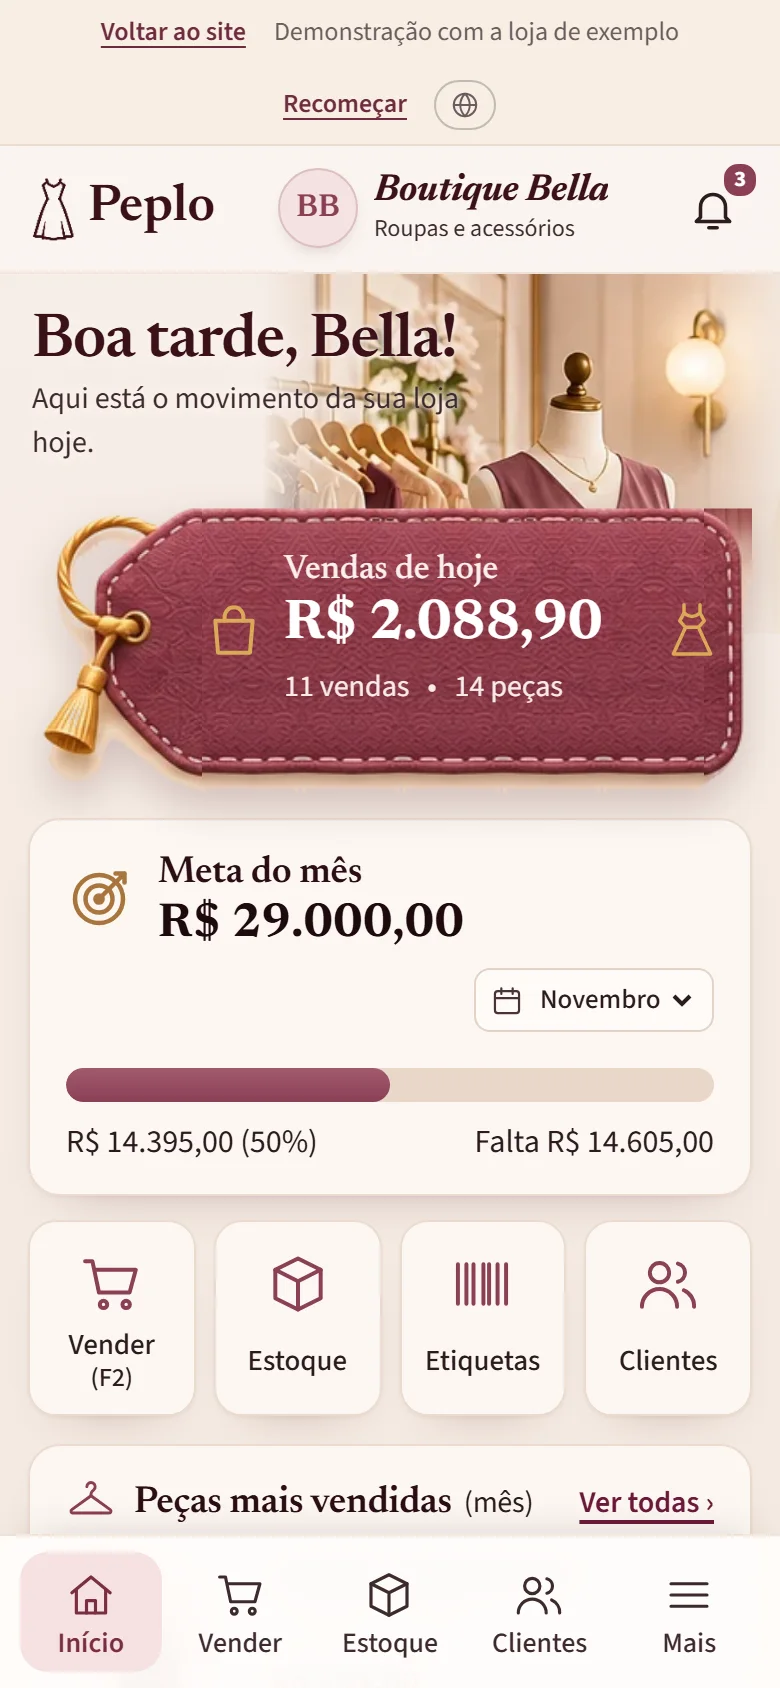 Voltar ao site Demonstração com a loja de exemplo
Recomeçar
Peplo
BB
Boutique Bella
Roupas e acessórios
3
Boa tarde, Bella!
Aqui está o movimento da sua loja
hoje.
Vendas de hoje
R$ 2.088,90
11 vendas • 14 peças
Meta do mês
R$ 29.000,00
Novembro
R$ 14.395,00 (50%) Falta R$ 14.605,00
Vender
(F2)
Estoque
Etiquetas
Clientes
Peças mais vendidas (mês) Ver todas ›
Início Vender Estoque Clientes Mais